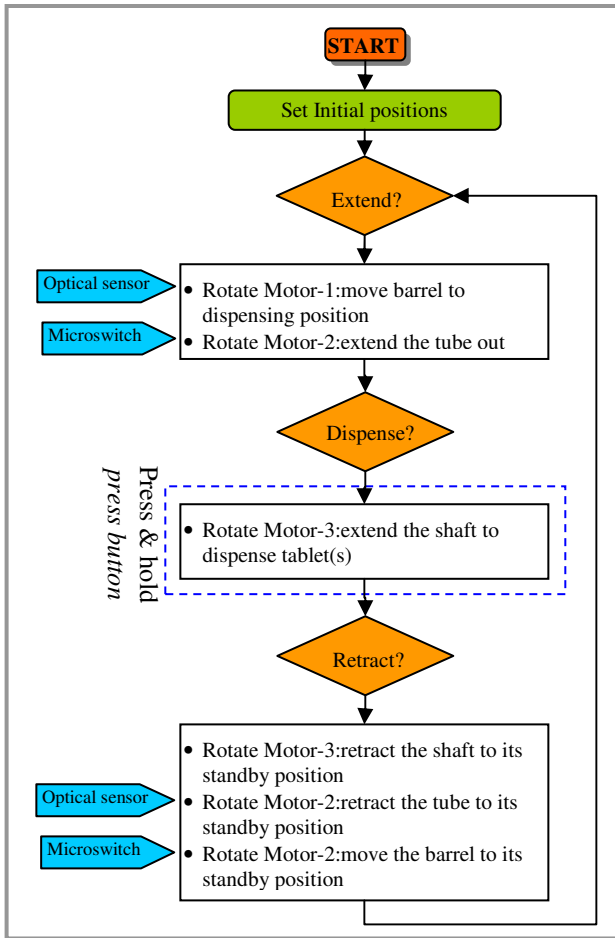 START
Set Initial positions
Extend?
Optical sensor
• Rotate Motor-1:move barrel to
dispensing position
Microswitch
• Rotate Motor-2:extend the tube out
Dispense?
Press & hold
press button
• Rotate Motor-3:extend the shaft to
dispense tablet(s)
Retract?
• Rotate Motor-3:retract the shaft to its
standby position
Optical sensor
• Rotate Motor-2:retract the tube to its
standby position
Microswitch
• Rotate Motor-2:move the barrel to its
standby position